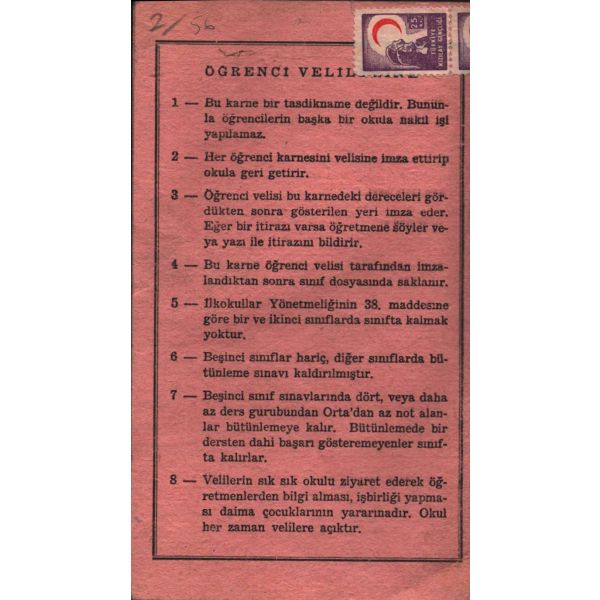 2/56
25
TÜRKİYE
KIZILAY GENÇLİĞİ
ÖĞRENCİ VELİLERİNE
1 — Bu karne bir tasdikname değildir. Bunun-
la öğrencilerin başka bir okula nakil işi
yapılamaz.
2 — Her öğrenci karnesini velisine imza ettirip
okula geri getirir.
3 — Öğrenci velisi bu karnedeki dereceleri gör-
dükten sonra gösterilen yeri imza eder.
Eğer bir itirazı varsa öğretmene söyler ve-
ya yazı ile itirazını bildirir.
4 — Bu karne öğrenci velisi tarafından imza-
landıktan sonra sınıf dosyasında saklanır.
5 — İlkokullar Yönetmeliğinin 38. maddesine
göre bir ve ikinci sınıflarda sınıfta kalmak
yoktur.
6 — Beşinci sınıflar hariç, diğer sınıflarda bü-
tünleme sınavı kaldırılmıştır.
7 — Beşinci sınıf sınavlarında dört, veya daha
az ders gurubundan Orta'dan az not alan-
lar bütünlemeye kalır. Bütünlemede bir
dersten dahi başarı gösteremeyenler sınıf-
ta kalırlar.
8 — Velilerin sık sık okulu ziyaret ederek öğ-
retmenlerden bilgi alması, işbirliği yapma-
sı daima çocuklarının yararınadır. Okul
her zaman velilere açıktır.